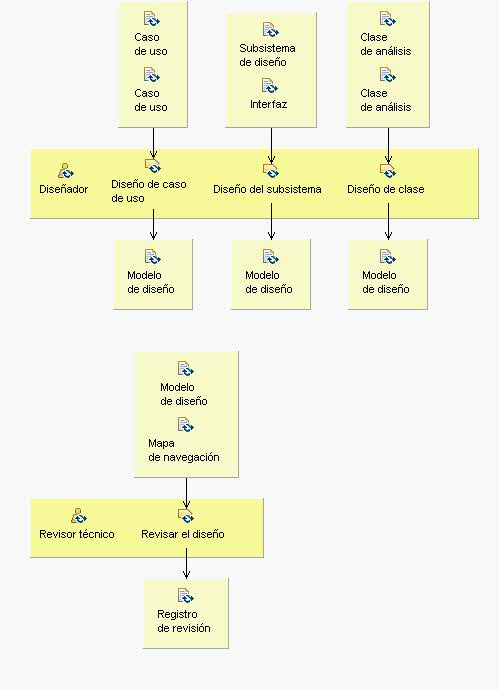 Caso
de uso
Caso
de uso
Subsistema
de diseño
Interfaz
Clase
de análisis
Clase
de análisis
Diseñador
Diseño de caso
de uso
Diseño del subsistema
Diseño de clase
Modelo
de diseño
Modelo
de diseño
Modelo
de diseño
Modelo
de diseño
Mapa
de navegación
Revisor técnico
Revisar el diseño
Registro
de revisión